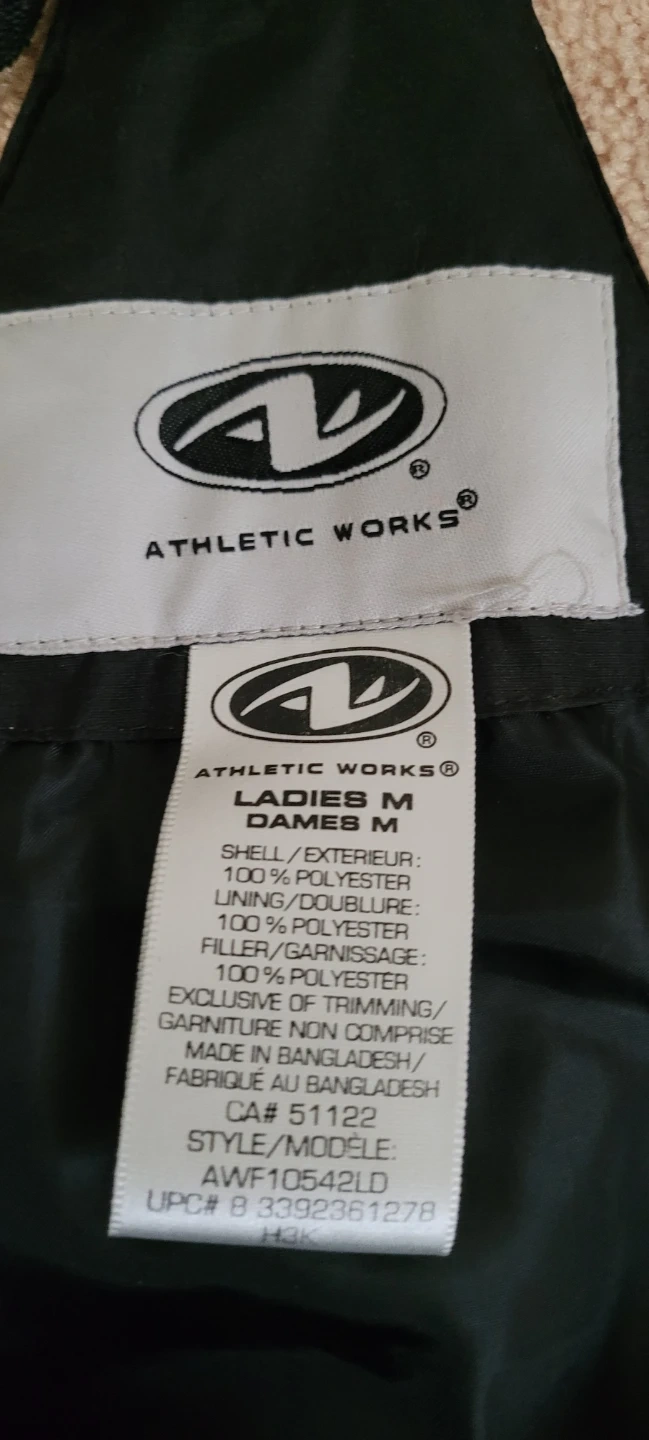 ®
ATHLETIC WORKS®
®
ATHLETIC WORKS®
LADIES M
DAMES M
SHELL/EXTERIEUR:
100% POLYESTER
LINING/DOUBLURE:
100% POLYESTER
FILLER/GARNISSAGE:
100% POLYESTER
EXCLUSIVE OF TRIMMING/
GARNITURE NON COMPRISE
MADE IN BANGLADESH/
FABRIQUÉ AU BANGLADESH
CA# 51122
STYLE/MODÈLE:
AWF10542LD
UPC# 8 3392361278
H3K